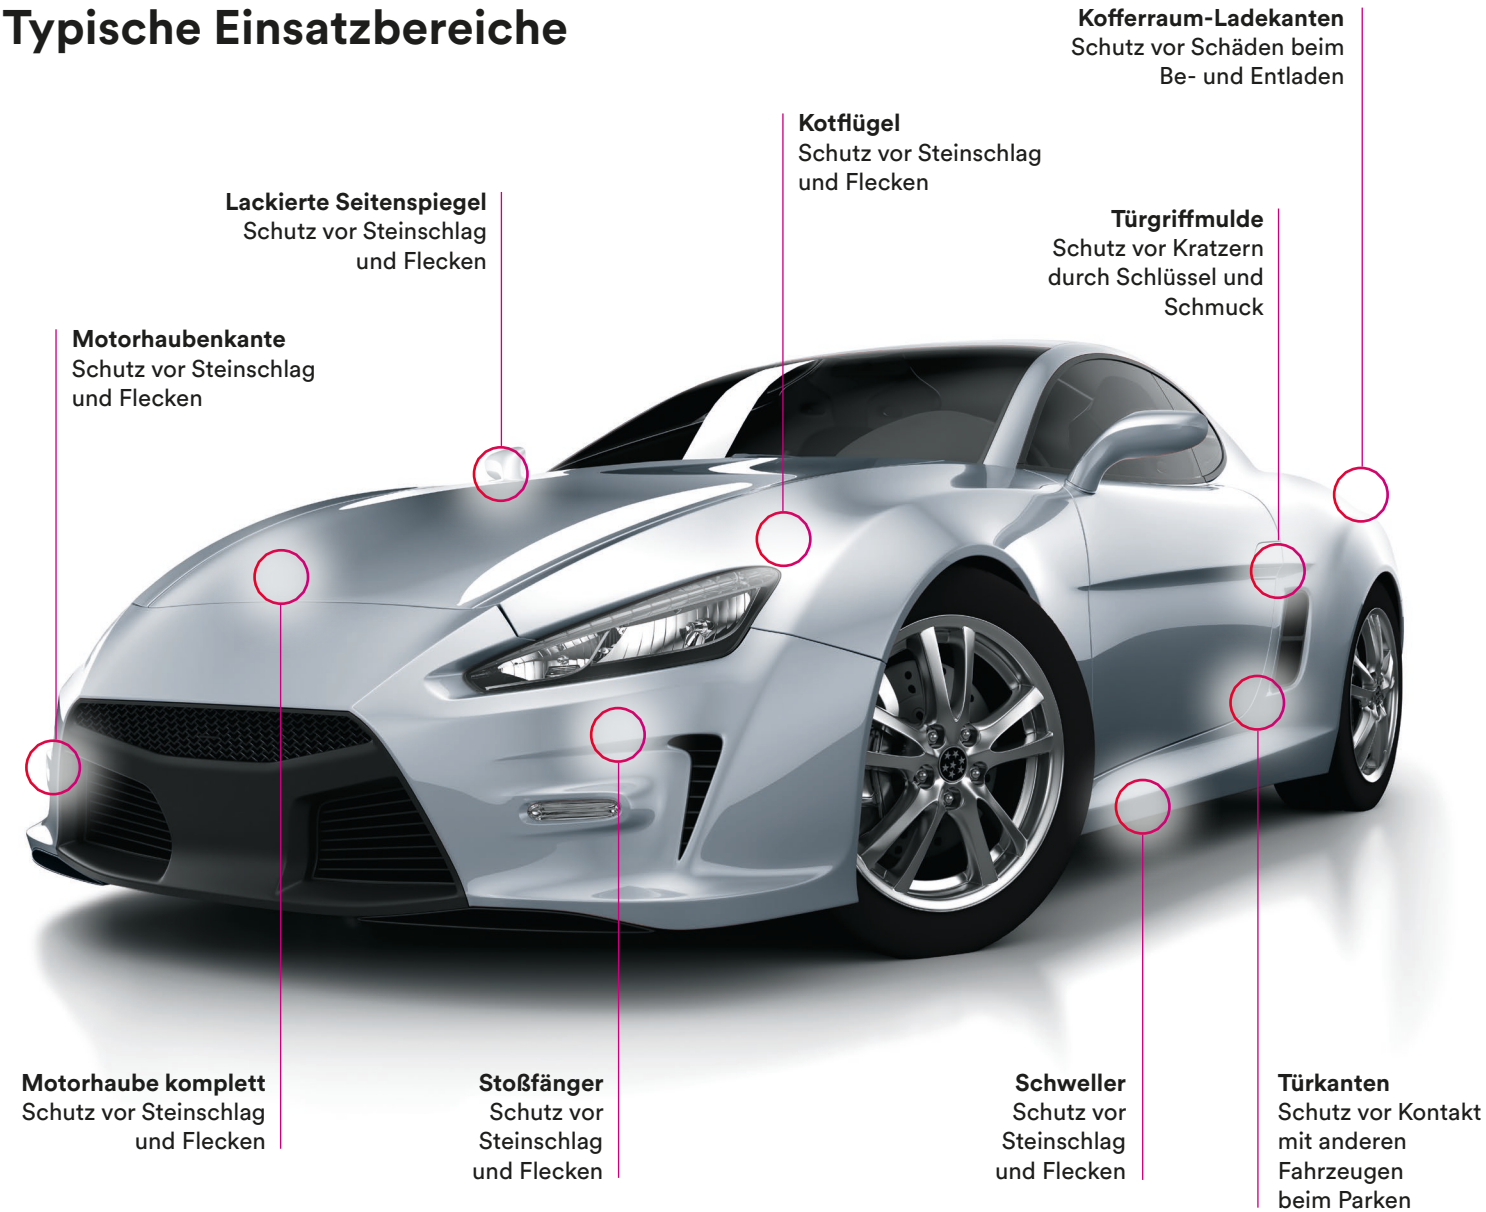 Typische Einsatzbereiche
Kofferraum-Ladekanten
Schutz vor Schäden beim
Be- und Entladen
Kotflügel
Schutz vor Steinschlag
und Flecken
Lackierte Seitenspiegel
Schutz vor Steinschlag
und Flecken
Türgriffmulde
Schutz vor Kratzern
durch Schlüssel und
Schmuck
Motorhaubenkante
Schutz vor Steinschlag
und Flecken
Motorhaube komplett
Schutz vor Steinschlag
und Flecken
Stoßfänger
Schutz vor
Steinschlag
und Flecken
Schweller
Schutz vor
Steinschlag
und Flecken
Türkanten
Schutz vor Kontakt
mit anderen
Fahrzeugen
beim Parken